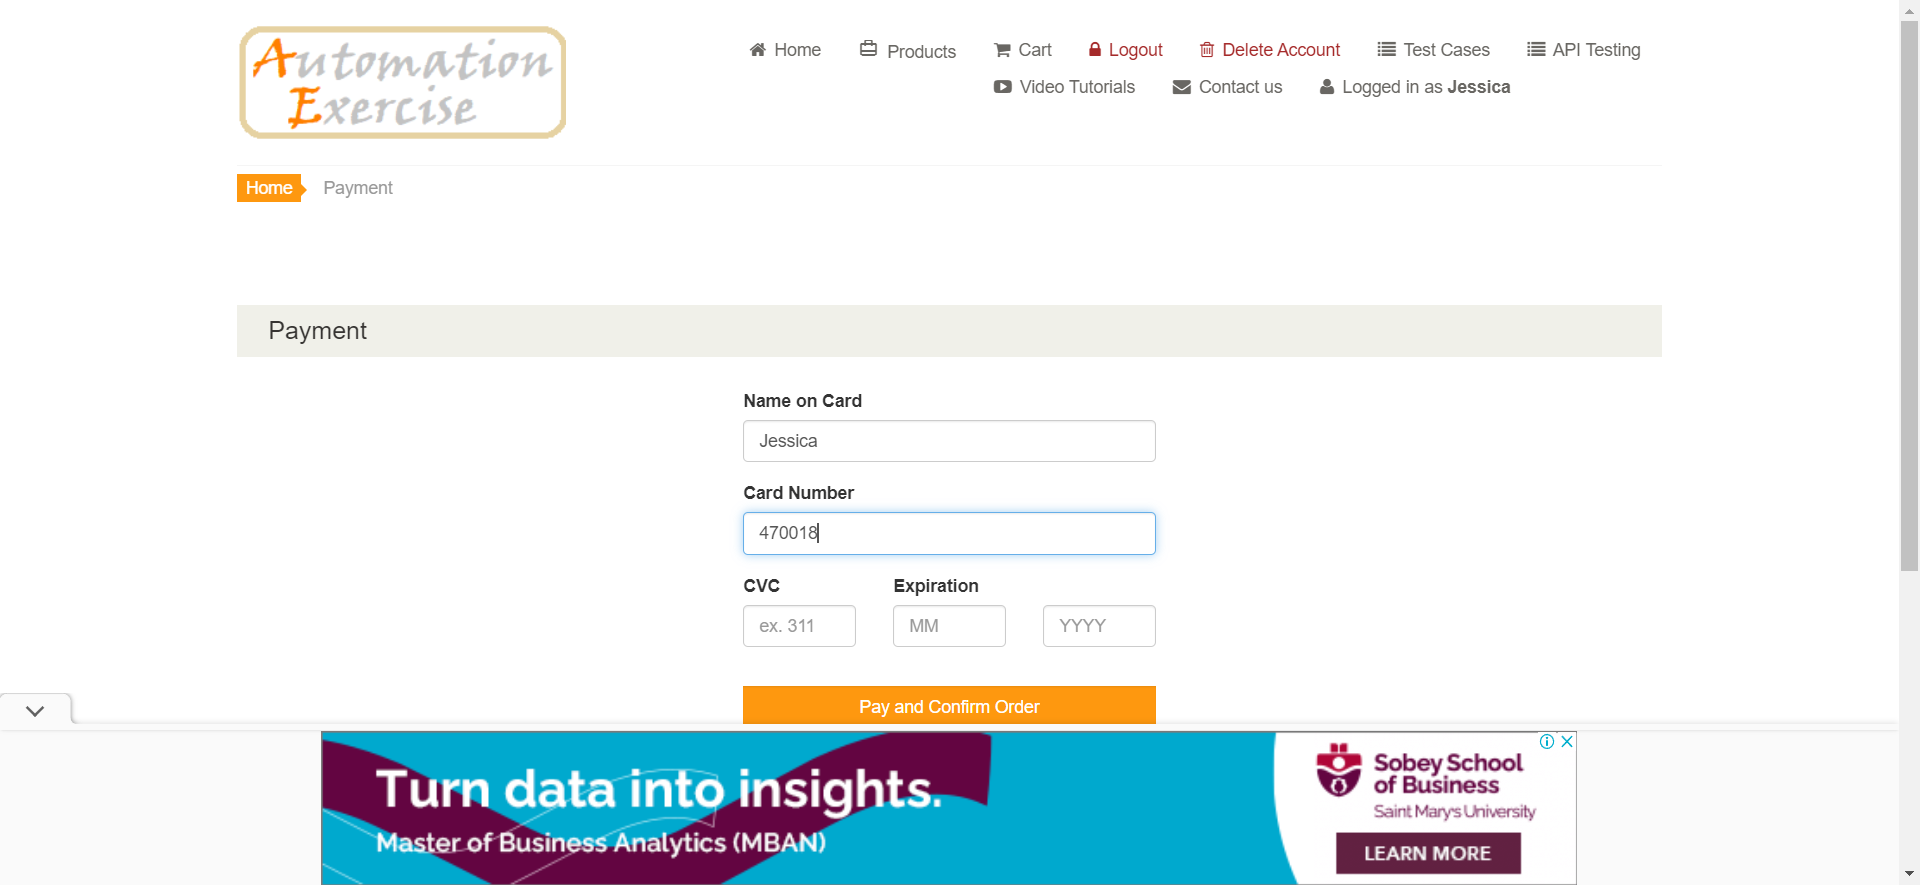 Automation
Exercise
Home
Products
Cart
Logout
Delete Account
Test Cases
API Testing
Video Tutorials
Contact us
Logged in as Jessica
Home
Payment
Payment
Name on Card
Jessica
Card Number
470018
CVC
Expiration
ex. 311
MM
YYYY
Pay and Confirm Order
Turn data into insights.
Master of Business Analytics (MBAN)
Sobey School
of Business
Saint Mary's University
LEARN MORE